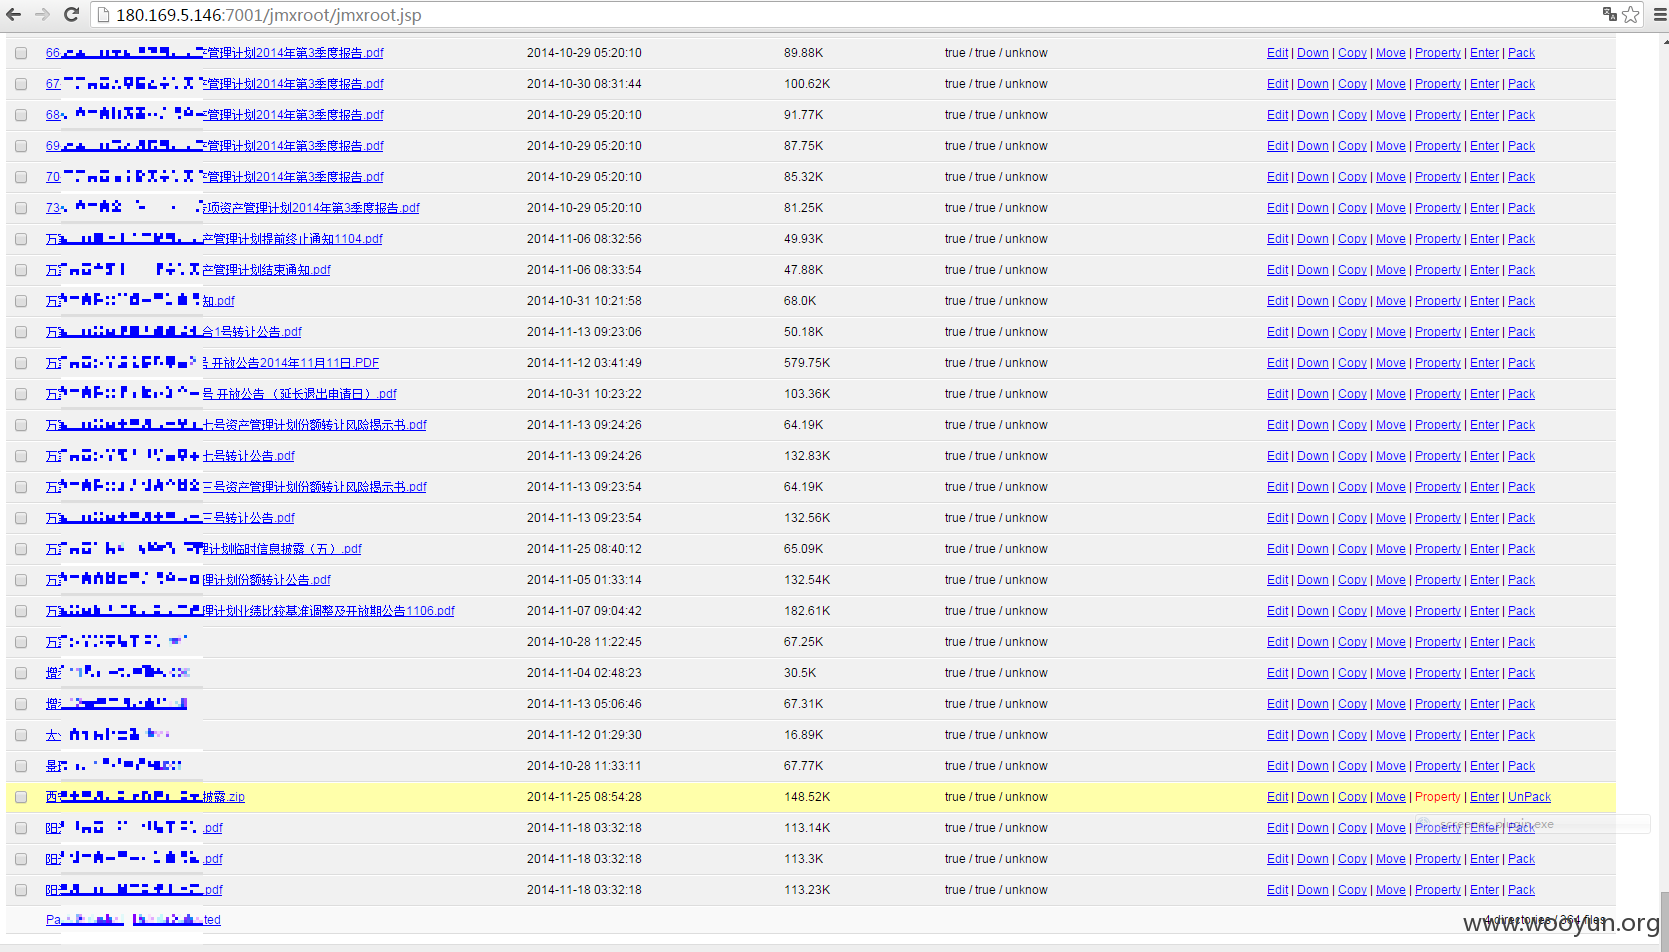 180.169.5.146:7001/jmxroot/jmxroot.jsp
66 产管理计划2014年第3季度报告.pdf 2014-10-29 05:20:10 89.88K true / true / unknow Edit | Down | Copy | Move | Property | Enter | Pack
67 产管理计划2014年第3季度报告.pdf 2014-10-30 08:31:44 100.62K true / true / unknow Edit | Down | Copy | Move | Property | Enter | Pack
68 产管理计划2014年第3季度报告.pdf 2014-10-29 05:20:10 91.77K true / true / unknow Edit | Down | Copy | Move | Property | Enter | Pack
69 产管理计划2014年第3季度报告.pdf 2014-10-29 05:20:10 87.75K true / true / unknow Edit | Down | Copy | Move | Property | Enter | Pack
70 产管理计划2014年第3季度报告.pdf 2014-10-29 05:20:10 85.32K true / true / unknow Edit | Down | Copy | Move | Property | Enter | Pack
73 项资产管理计划2014年第3季度报告.pdf 2014-10-29 05:20:10 81.25K true / true / unknow Edit | Down | Copy | Move | Property | Enter | Pack
万 产管理计划提前终止通知1104.pdf 2014-11-06 08:32:56 49.93K true / true / unknow Edit | Down | Copy | Move | Property | Enter | Pack
万 产管理计划结束通知.pdf 2014-11-06 08:33:54 47.88K true / true / unknow Edit | Down | Copy | Move | Property | Enter | Pack
万 知.pdf 2014-10-31 10:21:58 68.0K true / true / unknow Edit | Down | Copy | Move | Property | Enter | Pack
万 合1号转让公告.pdf 2014-11-13 09:23:06 50.18K true / true / unknow Edit | Down | Copy | Move | Property | Enter | Pack
万 号 开放公告2014年11月11日.PDF 2014-11-12 03:41:49 579.75K true / true / unknow Edit | Down | Copy | Move | Property | Enter | Pack
万 号 开放公告 （延长退出申请日）.pdf 2014-10-31 10:23:22 103.36K true / true / unknow Edit | Down | Copy | Move | Property | Enter | Pack
万 七号资产管理计划份额转让风险揭示书.pdf 2014-11-13 09:24:26 64.19K true / true / unknow Edit | Down | Copy | Move | Property | Enter | Pack
万 七号转让公告.pdf 2014-11-13 09:24:26 132.83K true / true / unknow Edit | Down | Copy | Move | Property | Enter | Pack
万 三号资产管理计划份额转让风险揭示书.pdf 2014-11-13 09:23:54 64.19K true / true / unknow Edit | Down | Copy | Move | Property | Enter | Pack
万 三号转让公告.pdf 2014-11-13 09:23:54 132.56K true / true / unknow Edit | Down | Copy | Move | Property | Enter | Pack
万 理计划临时信息披露（五）.pdf 2014-11-25 08:40:12 65.09K true / true / unknow Edit | Down | Copy | Move | Property | Enter | Pack
万 理计划份额转让公告.pdf 2014-11-05 01:33:14 132.54K true / true / unknow Edit | Down | Copy | Move | Property | Enter | Pack
万 理计划业绩比较基准调整及开放期公告1106.pdf 2014-11-07 09:04:42 182.61K true / true / unknow Edit | Down | Copy | Move | Property | Enter | Pack
万 2014-10-28 11:22:45 67.25K true / true / unknow Edit | Down | Copy | Move | Property | Enter | Pack
增 2014-11-04 02:48:23 30.5K true / true / unknow Edit | Down | Copy | Move | Property | Enter | Pack
增 2014-11-13 05:06:46 67.31K true / true / unknow Edit | Down | Copy | Move | Property | Enter | Pack
大 2014-11-12 01:29:30 16.89K true / true / unknow Edit | Down | Copy | Move | Property | Enter | Pack
景 2014-10-28 11:33:11 67.77K true / true / unknow Edit | Down | Copy | Move | Property | Enter | Pack
西 披露.zip 2014-11-25 08:54:28 148.52K true / true / unknow Edit | Down | Copy | Move | Property | Enter | UnPack
阳 .pdf 2014-11-18 03:32:18 113.14K true / true / unknow Edit | Down | Copy | Move | Property | Enter | Pack
阳 .pdf 2014-11-18 03:32:18 113.3K true / true / unknow Edit | Down | Copy | Move | Property | Enter | Pack
阳 .pdf 2014-11-18 03:32:18 113.23K true / true / unknow Edit | Down | Copy | Move | Property | Enter | Pack
Pa ted 4 directories / 364 files
www.wooyun.org